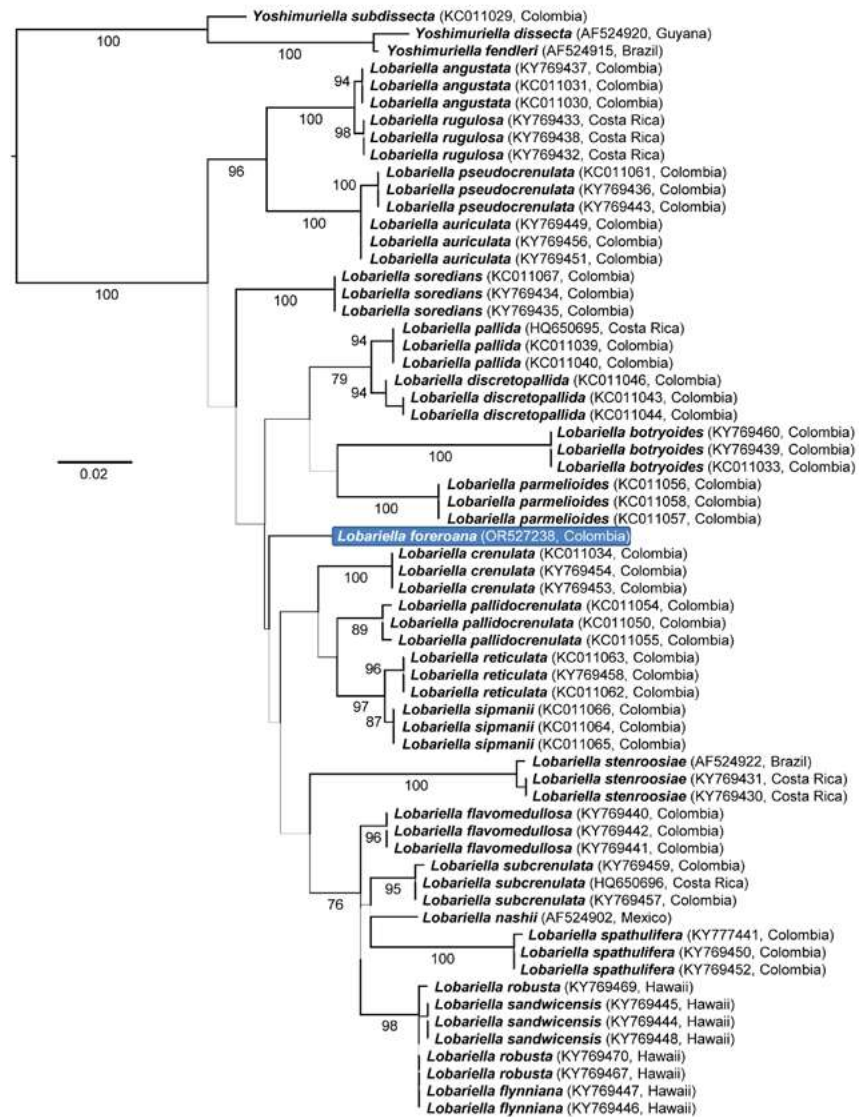 Yoshimuriella subdissecta (KC011029, Colombia)
100
Yoshimuriella dissecta (AF524920, Guyana)
100
Yoshimuriella fendleri (AF524915, Brazil)
Lobariella angustata (KY769437, Colombia)
94
Lobariella angustata (KC011031, Colombia)
Lobariella angustata (KC011030, Colombia)
100
Lobariella rugulosa (KY769433, Costa Rica)
98
Lobariella rugulosa (KY769438, Costa Rica)
Lobariella rugulosa (KY769432, Costa Rica)
96
Lobariella pseudocrenulata (KC011061, Colombia)
100
Lobariella pseudocrenulata (KY769436, Colombia)
Lobariella pseudocrenulata (KY769443, Colombia)
100
Lobariella auriculata (KY769449, Colombia)
Lobariella auriculata (KY769456, Colombia)
Lobariella auriculata (KY769451, Colombia)
100
Lobariella soredians (KC011067, Colombia)
100
Lobariella soredians (KY769434, Colombia)
Lobariella soredians (KY769435, Colombia)
Lobariella pallida (HQ650695, Costa Rica)
94
Lobariella pallida (KC011039, Colombia)
Lobariella pallida (KC011040, Colombia)
79
Lobariella discretopallida (KC011046, Colombia)
94
Lobariella discretopallida (KC011043, Colombia)
Lobariella discretopallida (KC011044, Colombia)
Lobariella botryoides (KY769460, Colombia)
100
Lobariella botryoides (KY769439, Colombia)
Lobariella botryoides (KC011033, Colombia)
0.02
Lobariella parmelioides (KC011056, Colombia)
100
Lobariella parmelioides (KC011058, Colombia)
Lobariella parmelioides (KC011057, Colombia)
Lobariella foreroana (OR527238, Colombia)
Lobariella crenulata (KC011034, Colombia)
100
Lobariella crenulata (KY769454, Colombia)
Lobariella crenulata (KY769453, Colombia)
Lobariella pallidocrenulata (KC011054, Colombia)
89
Lobariella pallidocrenulata (KC011050, Colombia)
Lobariella pallidocrenulata (KC011055, Colombia)
Lobariella reticulata (KC011063, Colombia)
96
Lobariella reticulata (KY769458, Colombia)
Lobariella reticulata (KC011062, Colombia)
97
Lobariella sipmanii (KC011066, Colombia)
87
Lobariella sipmanii (KC011064, Colombia)
Lobariella sipmanii (KC011065, Colombia)
Lobariella stenroosiae (AF524922, Brazil)
100
Lobariella stenroosiae (KY769431, Costa Rica)
Lobariella stenroosiae (KY769430, Costa Rica)
Lobariella flavomedullosa (KY769440, Colombia)
96
Lobariella flavomedullosa (KY769442, Colombia)
Lobariella flavomedullosa (KY769441, Colombia)
Lobariella subcrenulata (KY769459, Colombia)
95
Lobariella subcrenulata (HQ650696, Costa Rica)
76
Lobariella subcrenulata (KY769457, Colombia)
Lobariella nashii (AF524902, Mexico)
Lobariella spathulifera (KY777441, Colombia)
100
Lobariella spathulifera (KY769450, Colombia)
Lobariella spathulifera (KY769452, Colombia)
Lobariella robusta (KY769469, Hawaii)
Lobariella sandwicensis (KY769445, Hawaii)
98
Lobariella sandwicensis (KY769444, Hawaii)
Lobariella sandwicensis (KY769448, Hawaii)
Lobariella robusta (KY769470, Hawaii)
Lobariella robusta (KY769467, Hawaii)
Lobariella flynniana (KY769447, Hawaii)
Lobariella flynniana (KY769446, Hawaii)